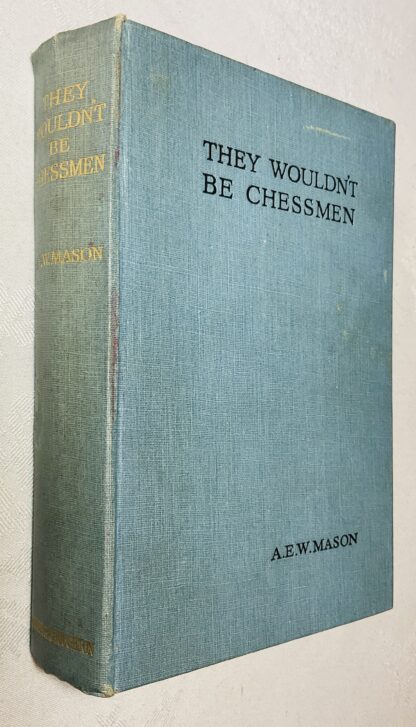 THEY
WOULDN'T
BE
CHESSMEN
A.E.W.MASON
THEY WOULDN'T
BE CHESSMEN
A.E.W.MASON